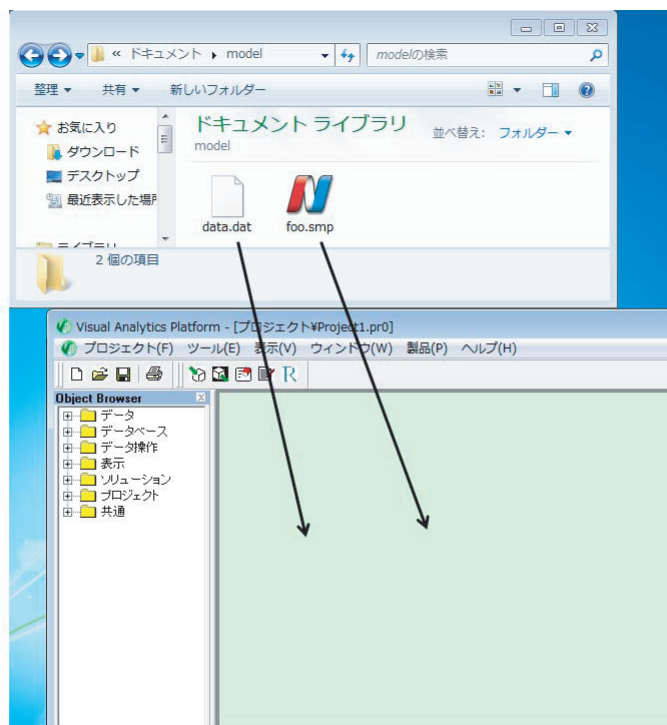 « ドキュメント ▸ model
modelの検索
整理 ▼ 共有 ▼ 新しいフォルダー
お気に入り
ダウンロード
デスクトップ
最近表示した場所
ライブラリ
ドキュメント ライブラリ
model
並べ替え: フォルダー ▼
data.dat
foo.smp
2 個の項目
Visual Analytics Platform - [プロジェクト¥Project1.pr0]
プロジェクト(F) ツール(E) 表示(V) ウィンドウ(W) 製品(P) ヘルプ(H)
R
Object Browser
データ
データベース
データ操作
表示
ソリューション
プロジェクト
共通